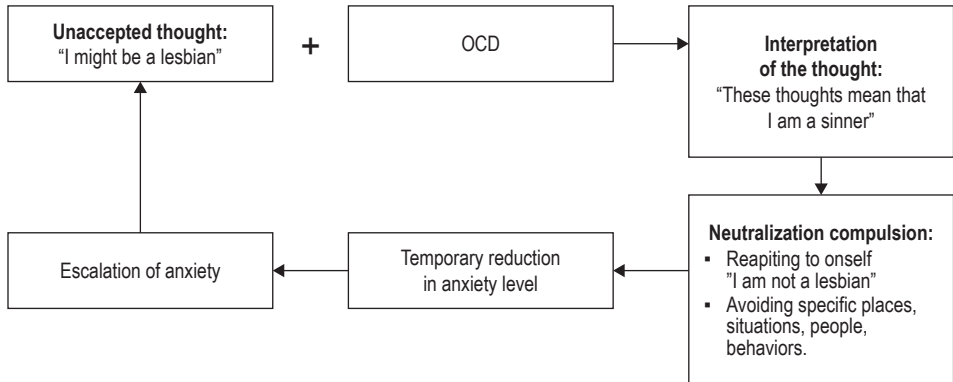 Unaccepted thought:
“I might be a lesbian”
+
OCD
Interpretation
of the thought:
“These thoughts mean that
I am a sinner”
Neutralization compulsion:
▪ Reapiting to onself
”I am not a lesbian”
▪ Avoiding specific places,
situations, people,
behaviors.
Temporary reduction
in anxiety level
Escalation of anxiety